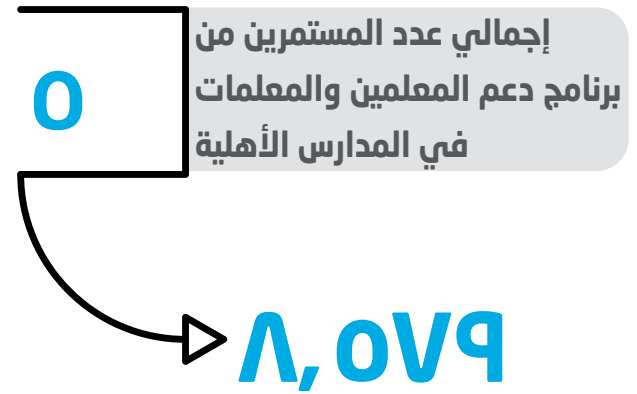 إجمالي عدد المستمرين من
برنامج دعم المعلمين والمعلمات
في المدارس الأهلية
٥
٨,٥٧٩